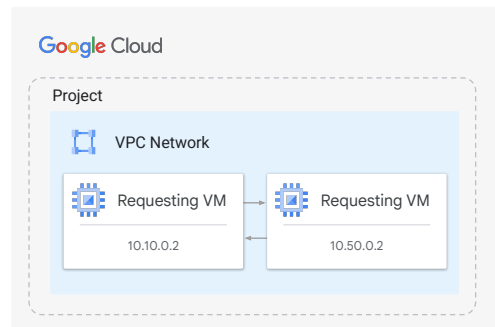 Google Cloud
Project
VPC Network
Requesting VM
10.10.0.2
Requesting VM
10.50.0.2